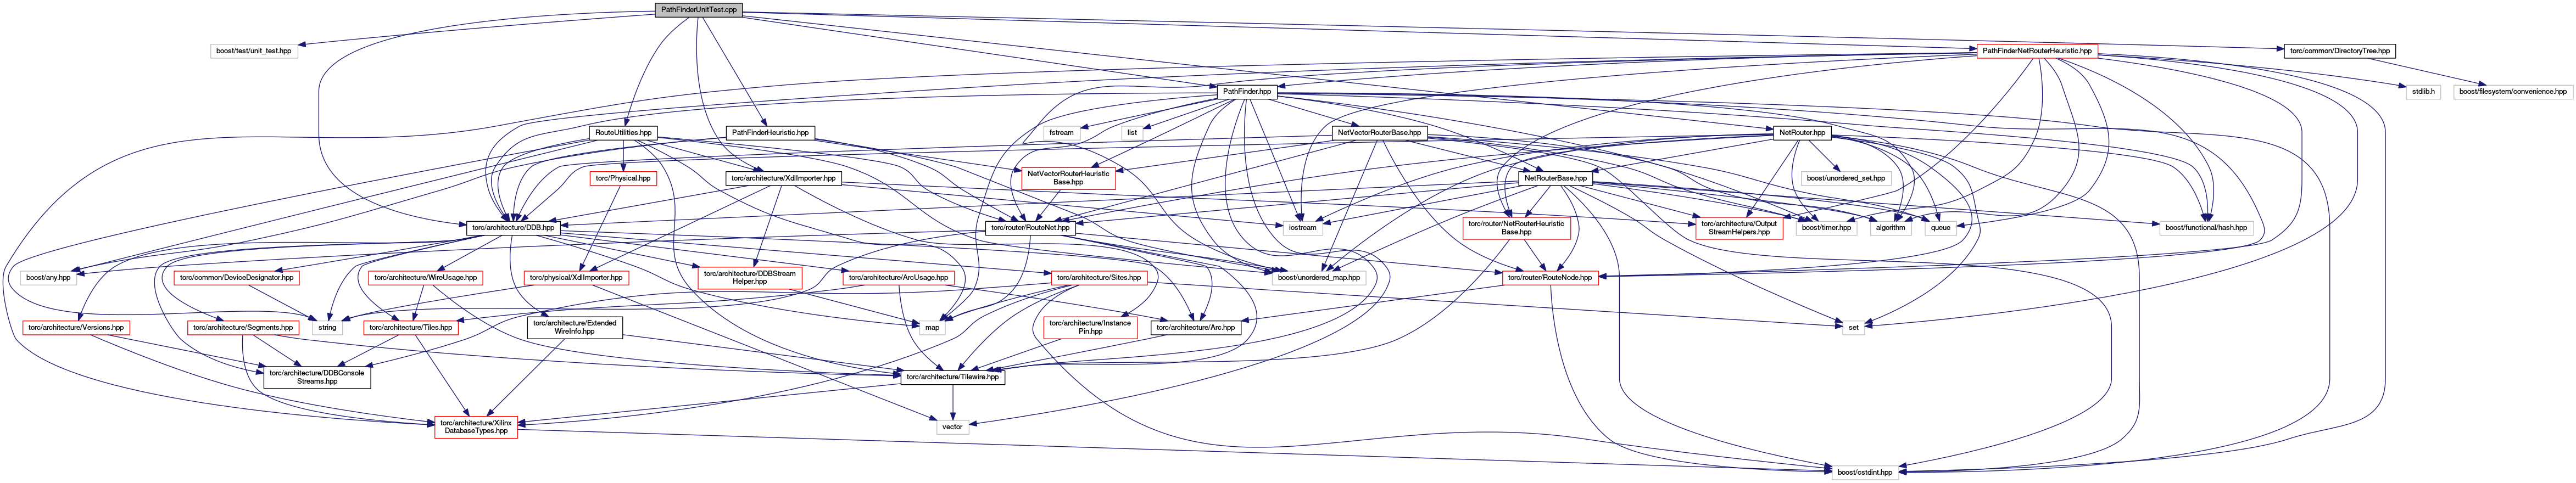 PathFinderUnitTest.cpp
boost/test/unit_test.hpp
PathFinderNetRouterHeuristic.hpp
torc/common/DirectoryTree.hpp
PathFinder.hpp
stdlib.h
boost/filesystem/convenience.hpp
RouteUtilities.hpp
PathFinderHeuristic.hpp
fstream
list
NetVectorRouterBase.hpp
NetRouter.hpp
torc/Physical.hpp
torc/architecture/XdlImporter.hpp
NetVectorRouterHeuristic
Base.hpp
NetRouterBase.hpp
boost/unordered_set.hpp
torc/architecture/DDB.hpp
torc/router/RouteNet.hpp
iostream
torc/router/NetRouterHeuristic
Base.hpp
torc/architecture/Output
StreamHelpers.hpp
boost/timer.hpp
algorithm
queue
boost/functional/hash.hpp
boost/any.hpp
torc/common/DeviceDesignator.hpp
torc/architecture/WireUsage.hpp
torc/physical/XdlImporter.hpp
torc/architecture/DDBStream
Helper.hpp
torc/architecture/ArcUsage.hpp
torc/architecture/Sites.hpp
boost/unordered_map.hpp
torc/router/RouteNode.hpp
torc/architecture/Versions.hpp
torc/architecture/Segments.hpp
string
torc/architecture/Tiles.hpp
torc/architecture/Extended
WireInfo.hpp
map
torc/architecture/Instance
Pin.hpp
torc/architecture/Arc.hpp
set
torc/architecture/DDBConsole
Streams.hpp
torc/architecture/Tilewire.hpp
torc/architecture/Xilinx
DatabaseTypes.hpp
vector
boost/cstdint.hpp